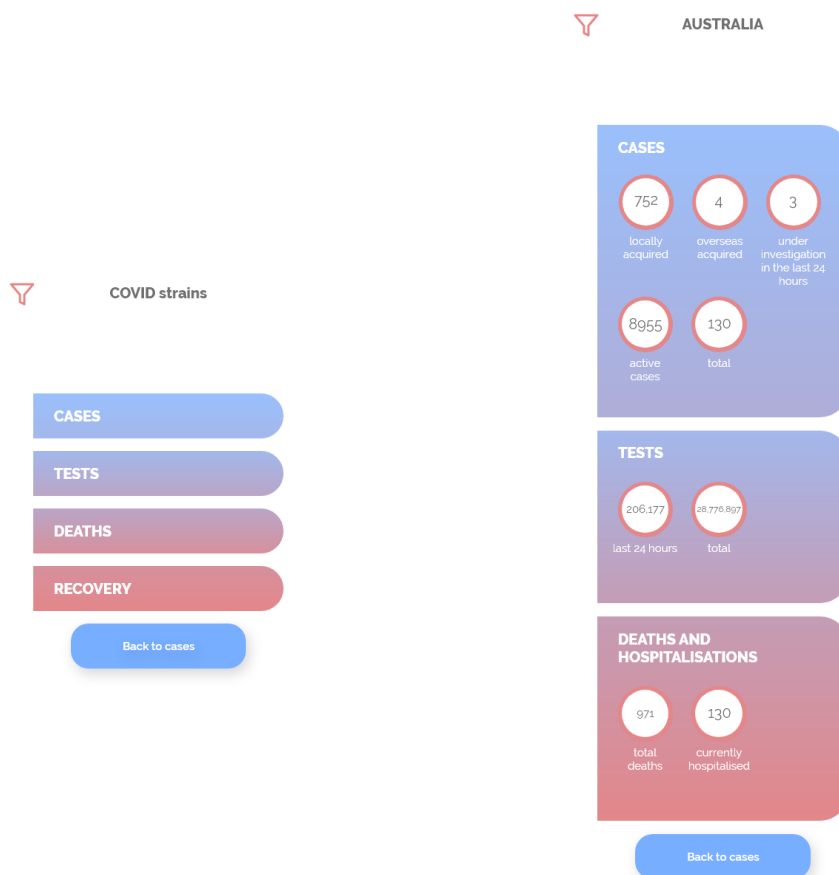 COVID strains
CASES
TESTS
DEATHS
RECOVERY
Back to cases
AUSTRALIA
CASES
752
4
3
locally
acquired
overseas
acquired
under
investigation
in the last 24
hours
8955
130
active
cases
total
TESTS
206,177
28,776,897
last 24 hours
total
DEATHS AND
HOSPITALISATIONS
971
130
total
deaths
currently
hospitalised
Back to cases